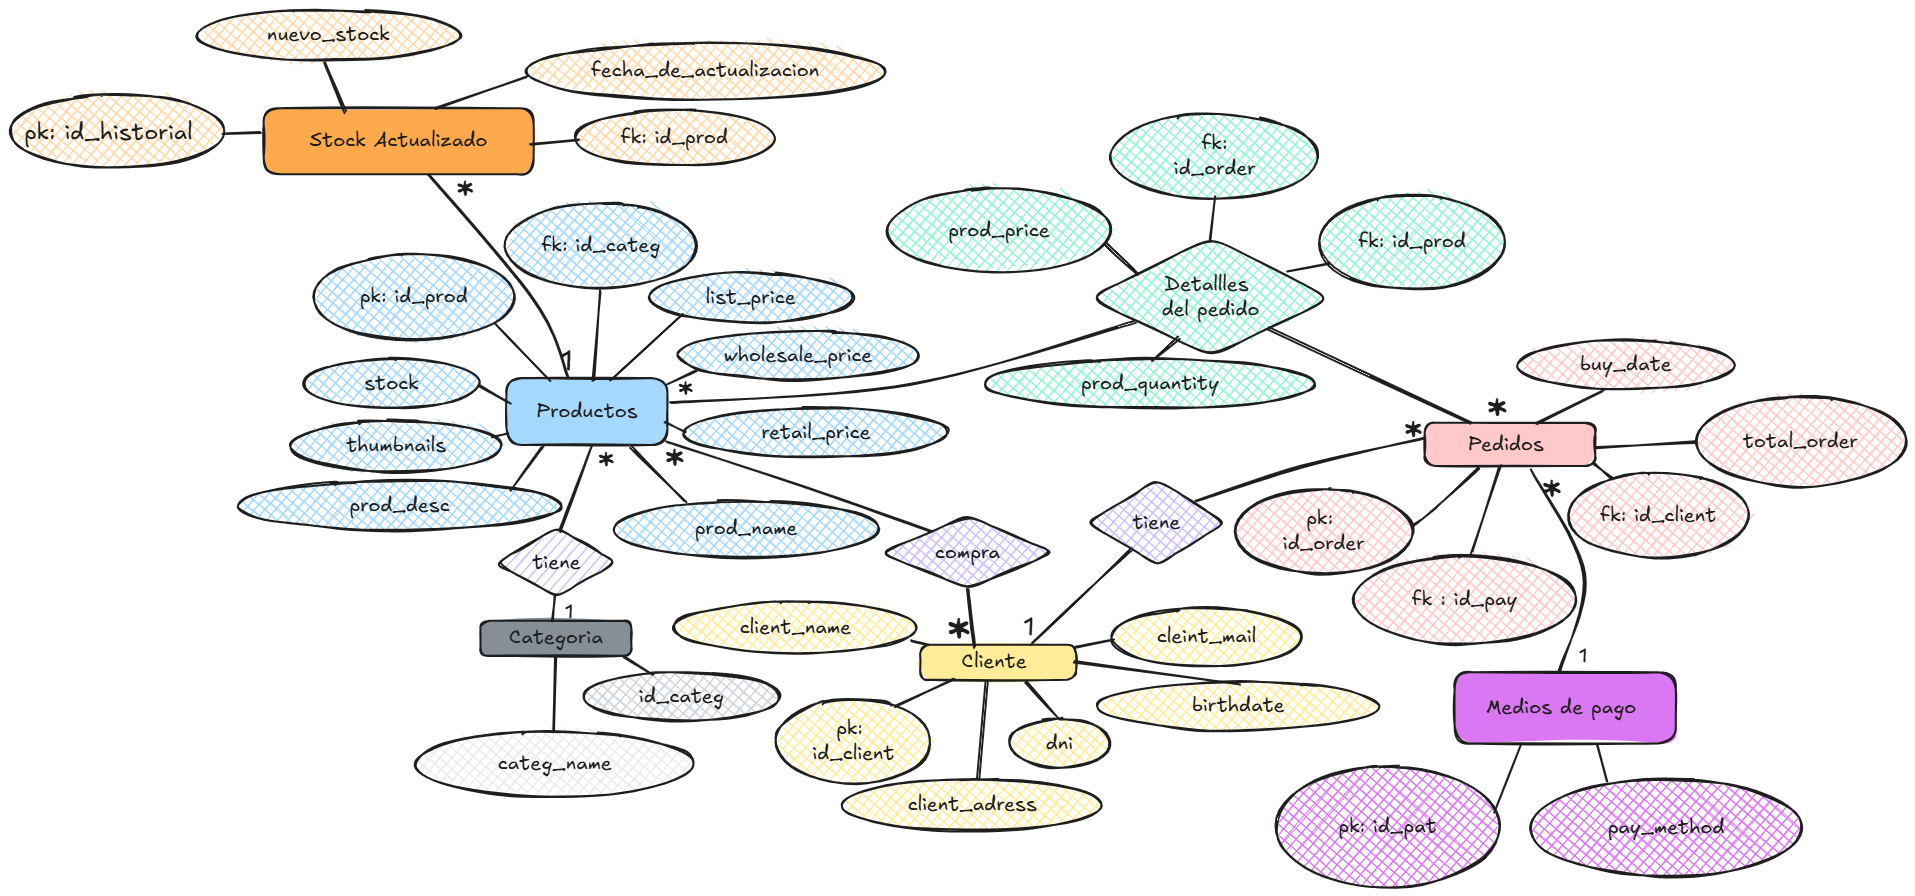 nuevo_stock
fecha_de_actualizacion
pk: id_historial
Stock Actualizado
fk: id_prod
*
fk:
id_order
prod_price
fk: id_prod
fk: id_categ
pk: id_prod
list_price
Detallles
del pedido
wholesale_price
1
buy_date
stock
*
prod_quantity
Productos
*
retail_price
*
Pedidos
total_order
thumbnails
*
*
*
prod_desc
prod_name
tiene
pk:
id_order
fk: id_client
compra
tiene
fk : id_pay
1
Categoria
client_name
*
1
cleint_mail
Cliente
1
id_categ
birthdate
Medios de pago
pk:
id_client
dni
categ_name
client_adress
pk: id_pat
pay_method